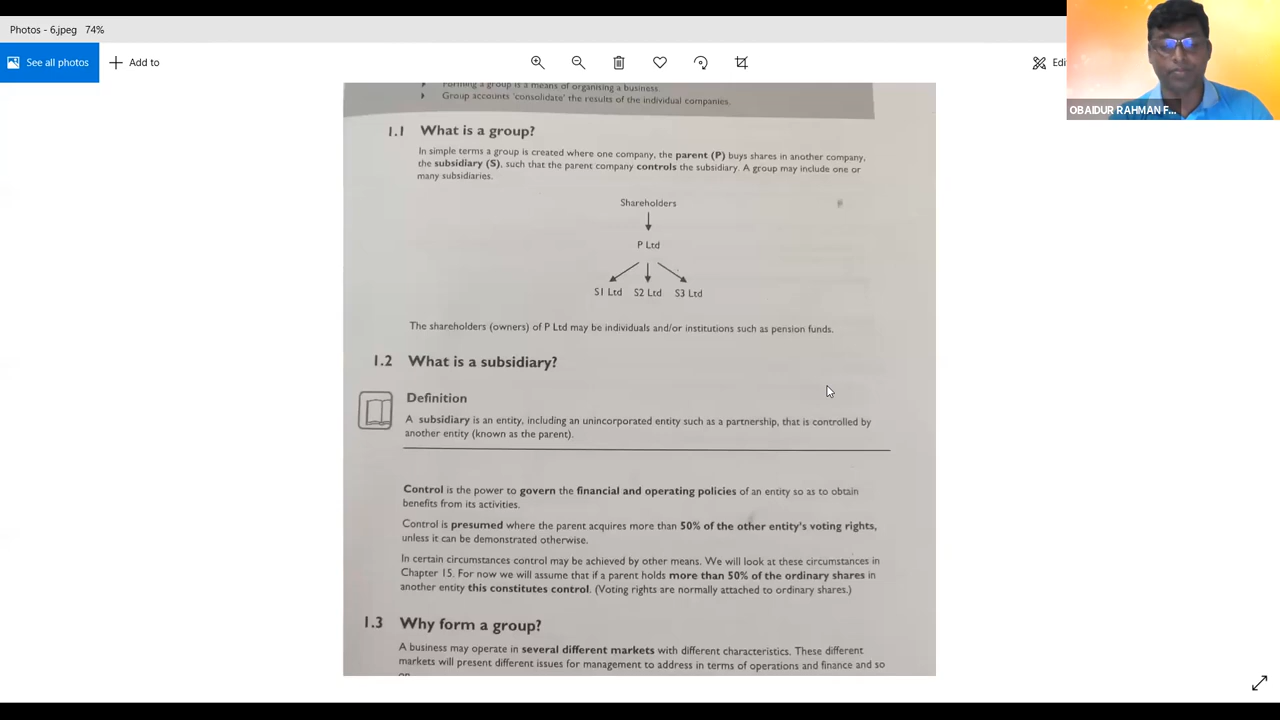 Photos - 6.jpeg 74%
See all photos
Add to
OBAIDUR RAHMAN F...
Forming a group is a means of organising a business.
Group accounts 'consolidate' the results of the individual companies.
1.1 What is a group?
In simple terms a group is created where one company, the parent (P) buys shares in another company,
the subsidiary (S), such that the parent company controls the subsidiary. A group may include one or
many subsidiaries.
Shareholders
P Ltd
S1 Ltd S2 Ltd S3 Ltd
The shareholders (owners) of P Ltd may be individuals and/or institutions such as pension funds.
1.2 What is a subsidiary?
Definition
A subsidiary is an entity, including an unincorporated entity such as a partnership, that is controlled by
another entity (known as the parent).
Control is the power to govern the financial and operating policies of an entity so as to obtain
benefits from its activities.
Control is presumed where the parent acquires more than 50% of the other entity's voting rights,
unless it can be demonstrated otherwise.
In certain circumstances control may be achieved by other means. We will look at these circumstances in
Chapter 15. For now we will assume that if a parent holds more than 50% of the ordinary shares in
another entity this constitutes control. (Voting rights are normally attached to ordinary shares.)
1.3 Why form a group?
A business may operate in several different markets with different characteristics. These different
markets will present different issues for management to address in terms of operations and finance and so